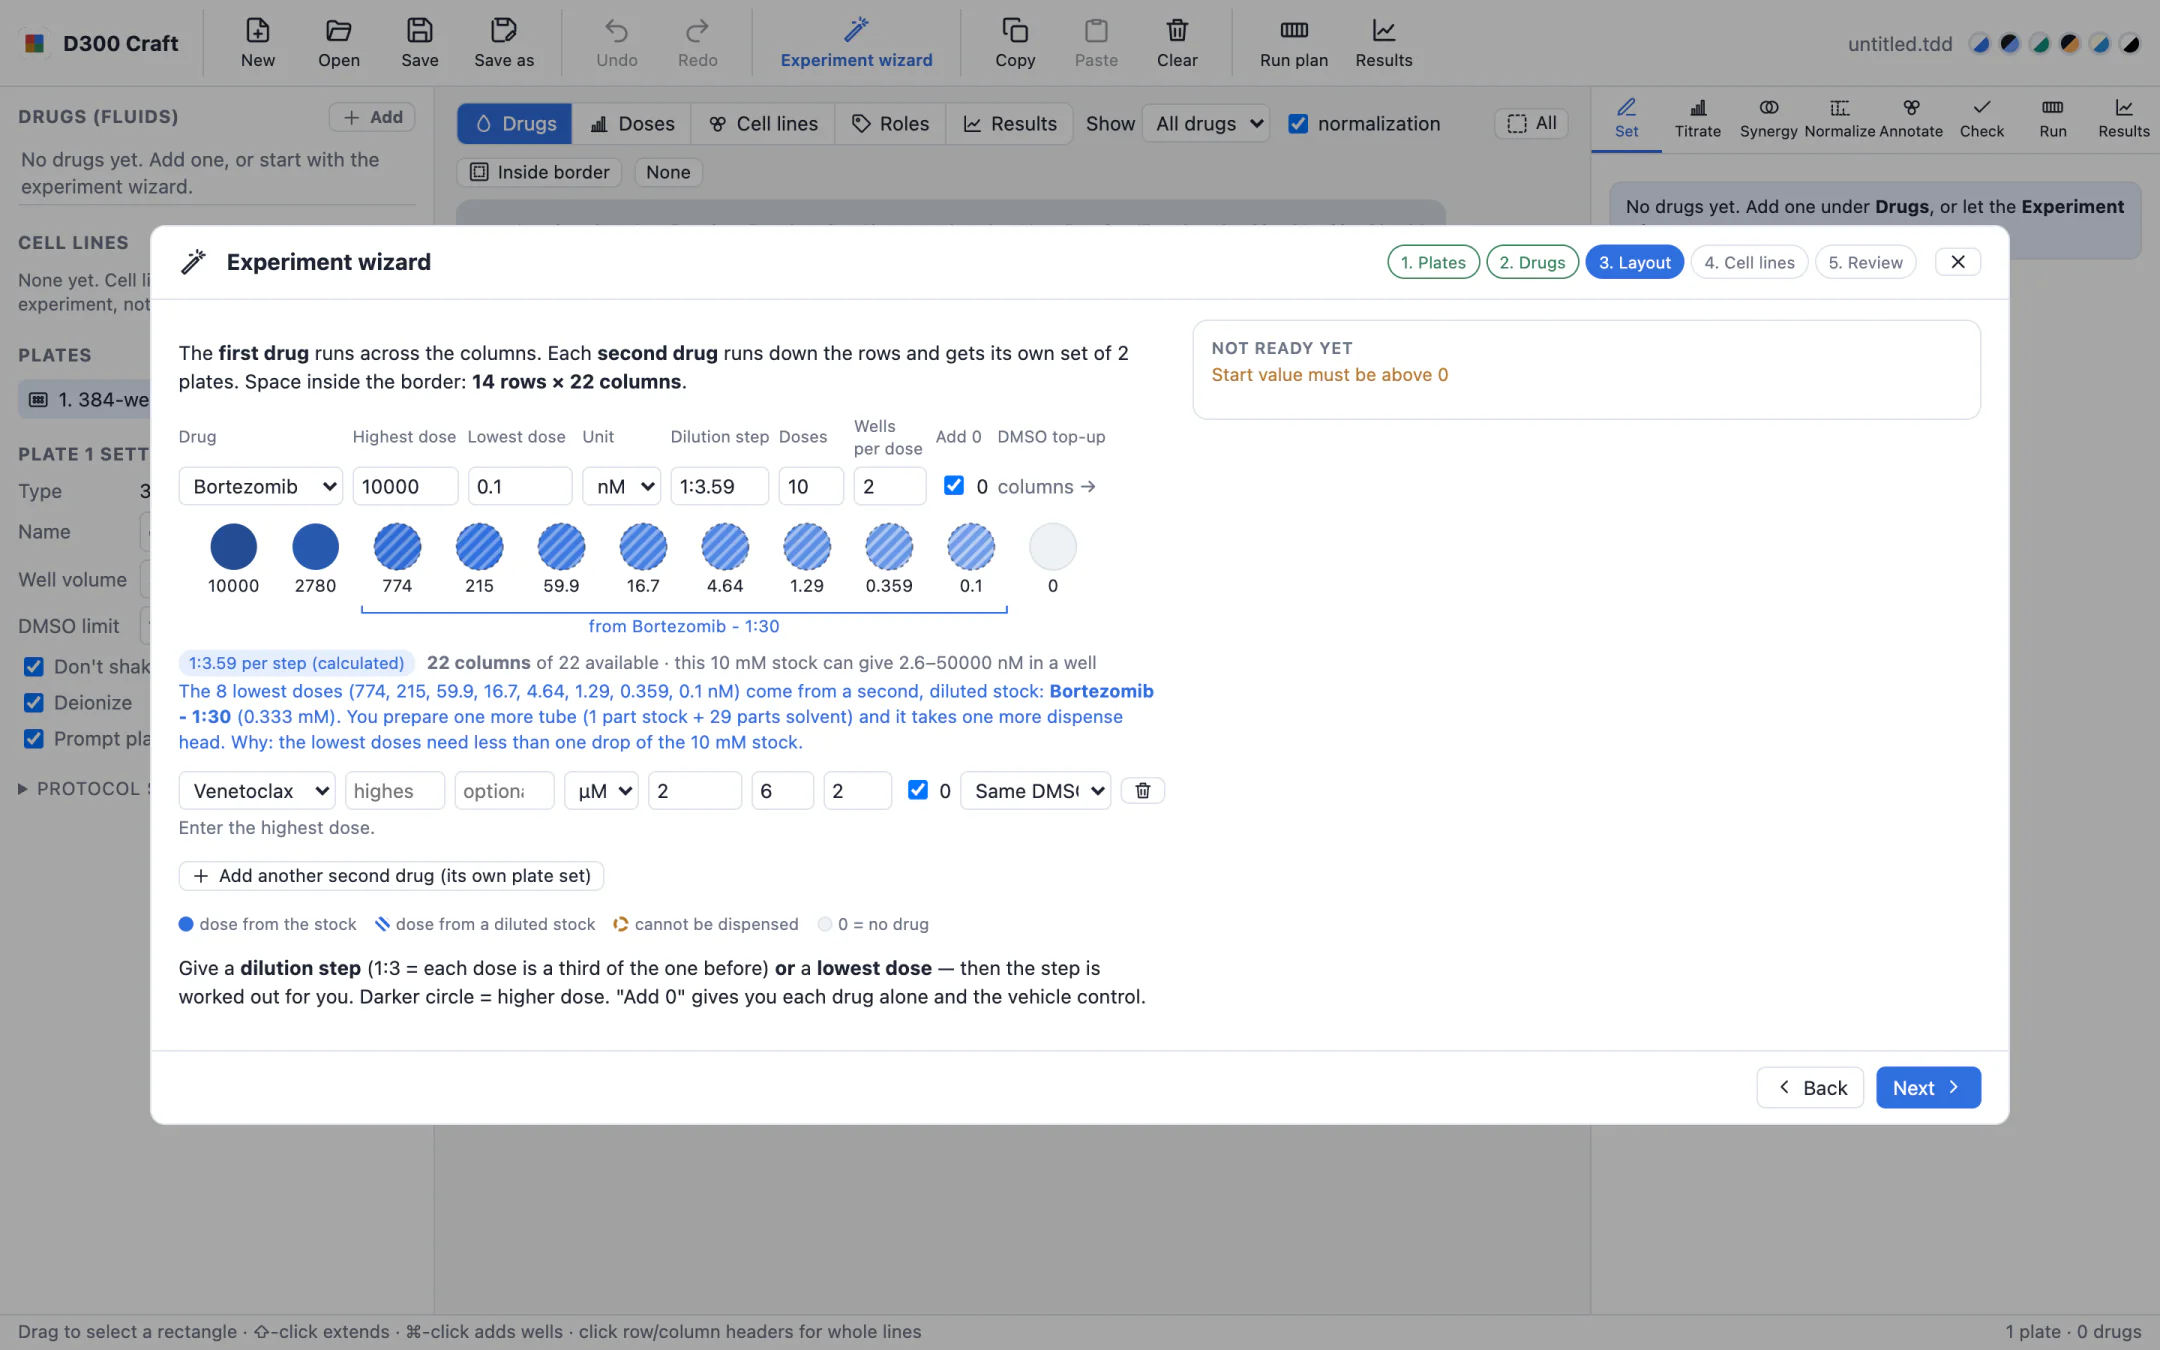 D300 Craft
New
Open
Save
Save as
Undo
Redo
Experiment wizard
Copy
Paste
Clear
Run plan
Results
untitled.tdd
DRUGS (FLUIDS)
Add
No drugs yet. Add one, or start with the
experiment wizard.
CELL LINES
None yet. Cell li
experiment, not
PLATES
1. 384-we
PLATE 1 SETT
Type
3
Name
Well volume
DMSO limit
Don't shak
Deionize
Prompt pla
PROTOCOL S
Drugs
Doses
Cell lines
Roles
Results
Show
All drugs
normalization
All
Inside border
None
Set
Titrate
Synergy
Normalize
Annotate
Check
Run
Results
No drugs yet. Add one under Drugs, or let the Experiment
Experiment wizard
1. Plates
2. Drugs
3. Layout
4. Cell lines
5. Review
The first drug runs across the columns. Each second drug runs down the rows and gets its own set of 2
plates. Space inside the border: 14 rows × 22 columns.
Drug
Highest dose
Lowest dose
Unit
Dilution step
Doses
Wells
per dose
Add 0
DMSO top-up
Bortezomib
10000
0.1
nM
1:3.59
10
2
0
columns →
10000
2780
774
215
59.9
16.7
4.64
1.29
0.359
0.1
0
from Bortezomib - 1:30
1:3.59 per step (calculated)
22 columns of 22 available · this 10 mM stock can give 2.6–50000 nM in a well
The 8 lowest doses (774, 215, 59.9, 16.7, 4.64, 1.29, 0.359, 0.1 nM) come from a second, diluted stock: Bortezomib
- 1:30 (0.333 mM). You prepare one more tube (1 part stock + 29 parts solvent) and it takes one more dispense
head. Why: the lowest doses need less than one drop of the 10 mM stock.
Venetoclax
highes
optiona
µM
2
6
2
0
Same DMS
Enter the highest dose.
Add another second drug (its own plate set)
dose from the stock
dose from a diluted stock
cannot be dispensed
0 = no drug
Give a dilution step (1:3 = each dose is a third of the one before) or a lowest dose — then the step is
worked out for you. Darker circle = higher dose. "Add 0" gives you each drug alone and the vehicle control.
NOT READY YET
Start value must be above 0
Back
Next
Drag to select a rectangle · ⇧-click extends · ⌘-click adds wells · click row/column headers for whole lines
1 plate · 0 drugs